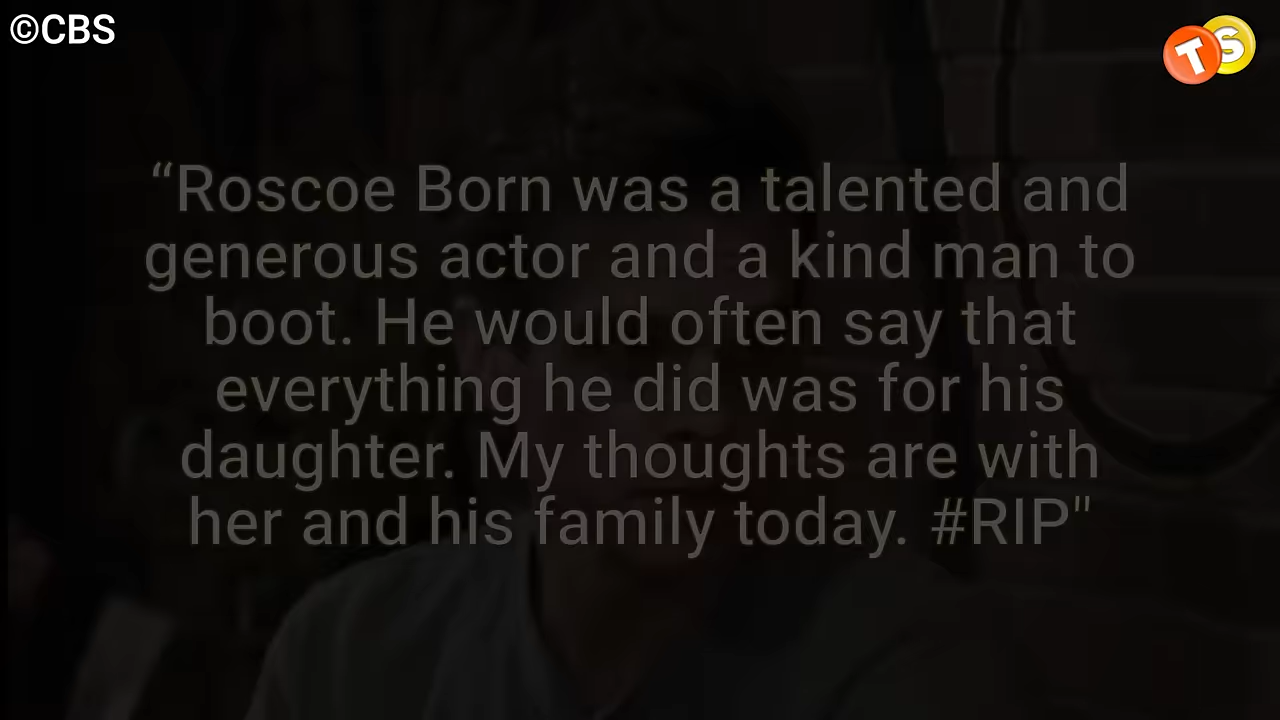 ©CBS
TS
“Roscoe Born was a talented and
generous actor and a kind man to
boot. He would often say that
everything he did was for his
daughter. My thoughts are with
her and his family today. #RIP"